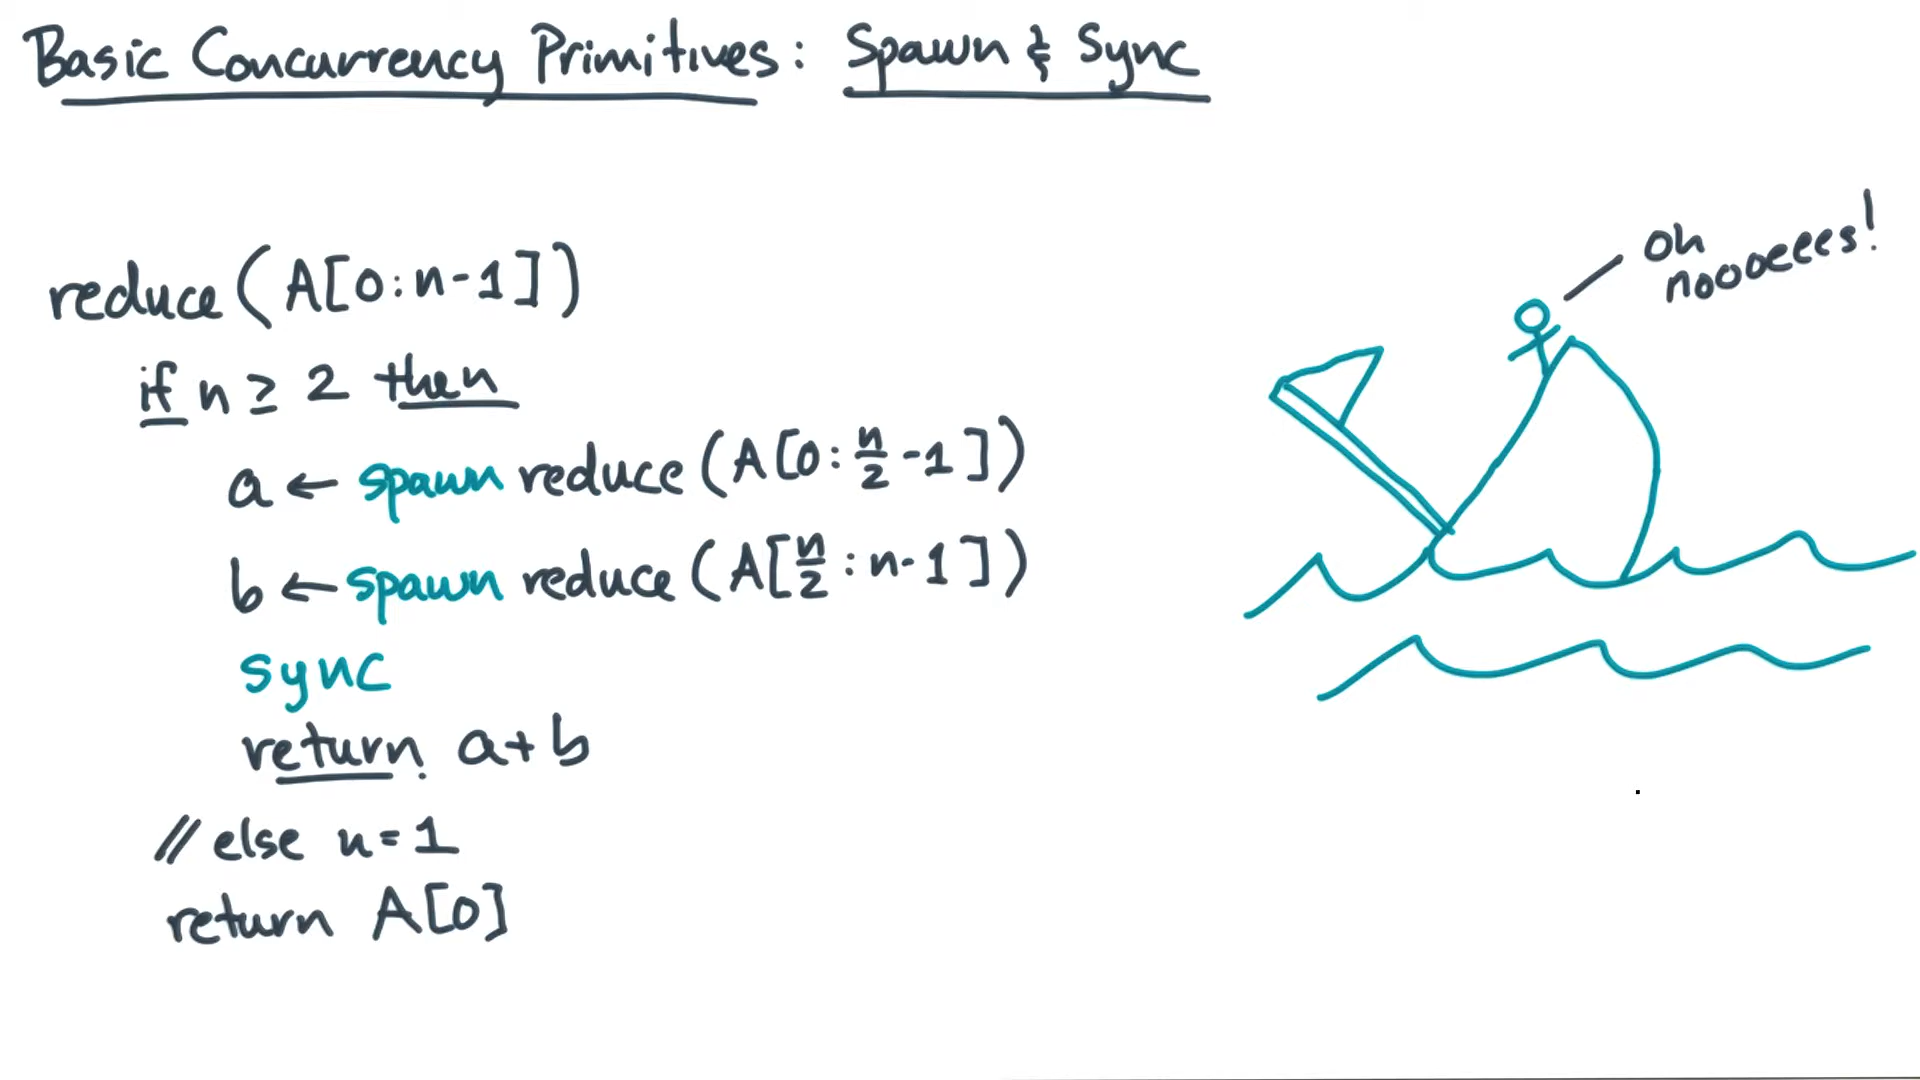 Basic Concurrency Primitives: Spawn & Sync
reduce (A[0:n-1])
if n ≥ 2 then
a ← spawn reduce (A[0: n/2 -1])
b ← spawn reduce (A[n/2 : n-1])
sync
return a+b
// else n=1
return A[0]
oh
noooeees!